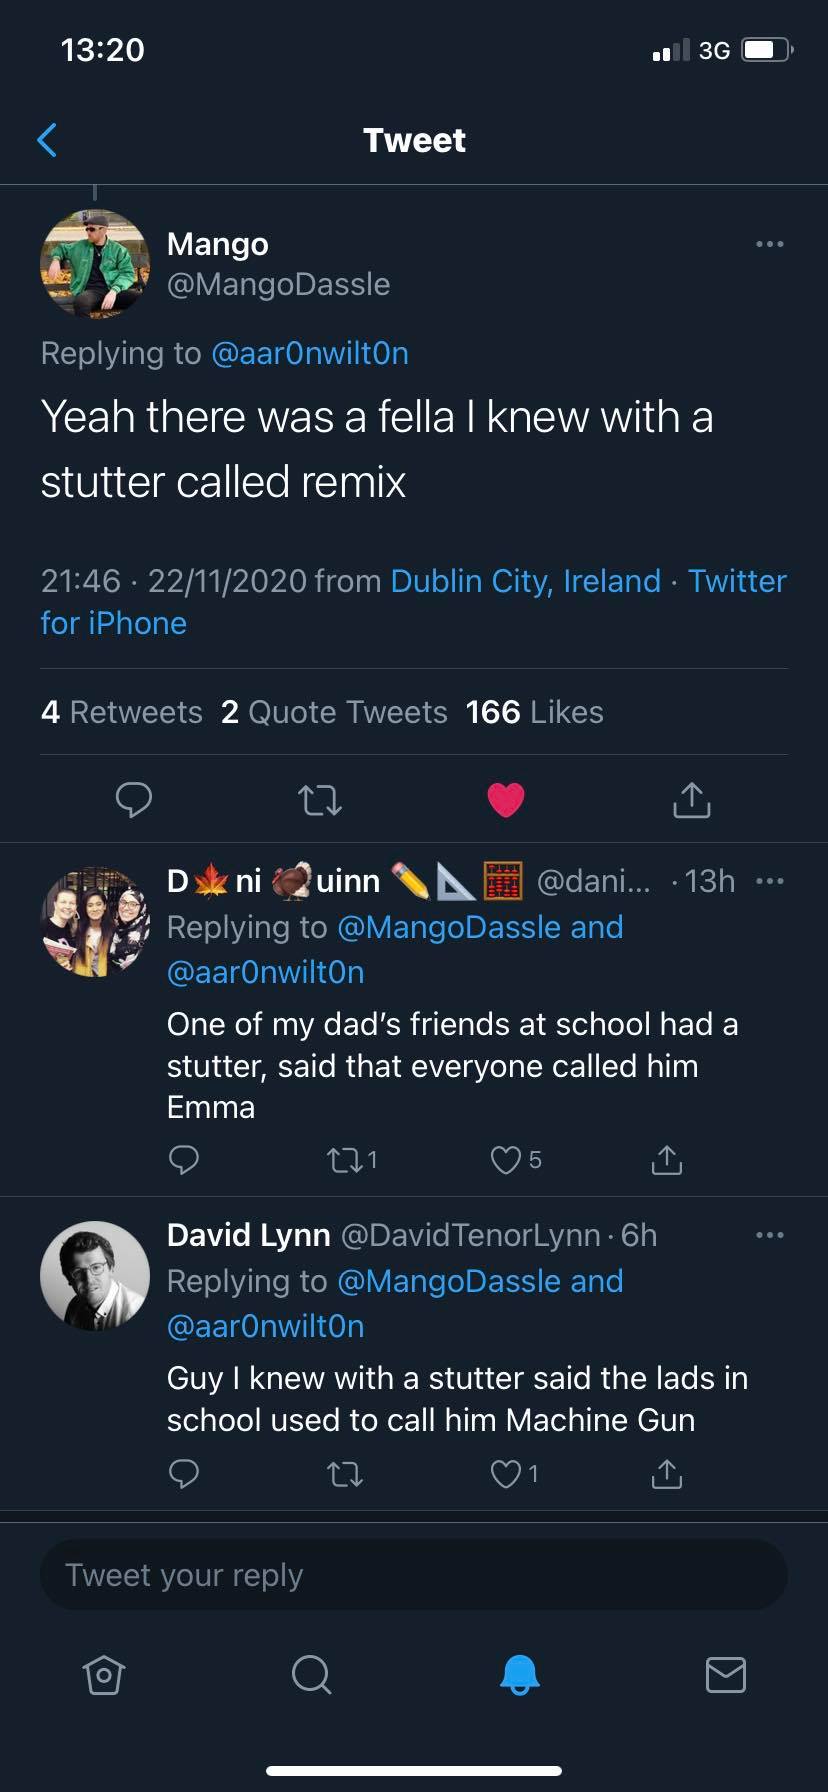 13:20
3G
Tweet
Mango
@MangoDassle
Replying to @aar0nwilt0n
Yeah there was a fella I knew with a
stutter called remix
21:46 · 22/11/2020 from Dublin City, Ireland · Twitter
for iPhone
4 Retweets 2 Quote Tweets 166 Likes
D🍁ni 🦃uinn ✏️📐🧮 @dani... · 13h
Replying to @MangoDassle and
@aar0nwilt0n
One of my dad’s friends at school had a
stutter, said that everyone called him
Emma
1 5
David Lynn @DavidTenorLynn · 6h
Replying to @MangoDassle and
@aar0nwilt0n
Guy I knew with a stutter said the lads in
school used to call him Machine Gun
1
Tweet your reply